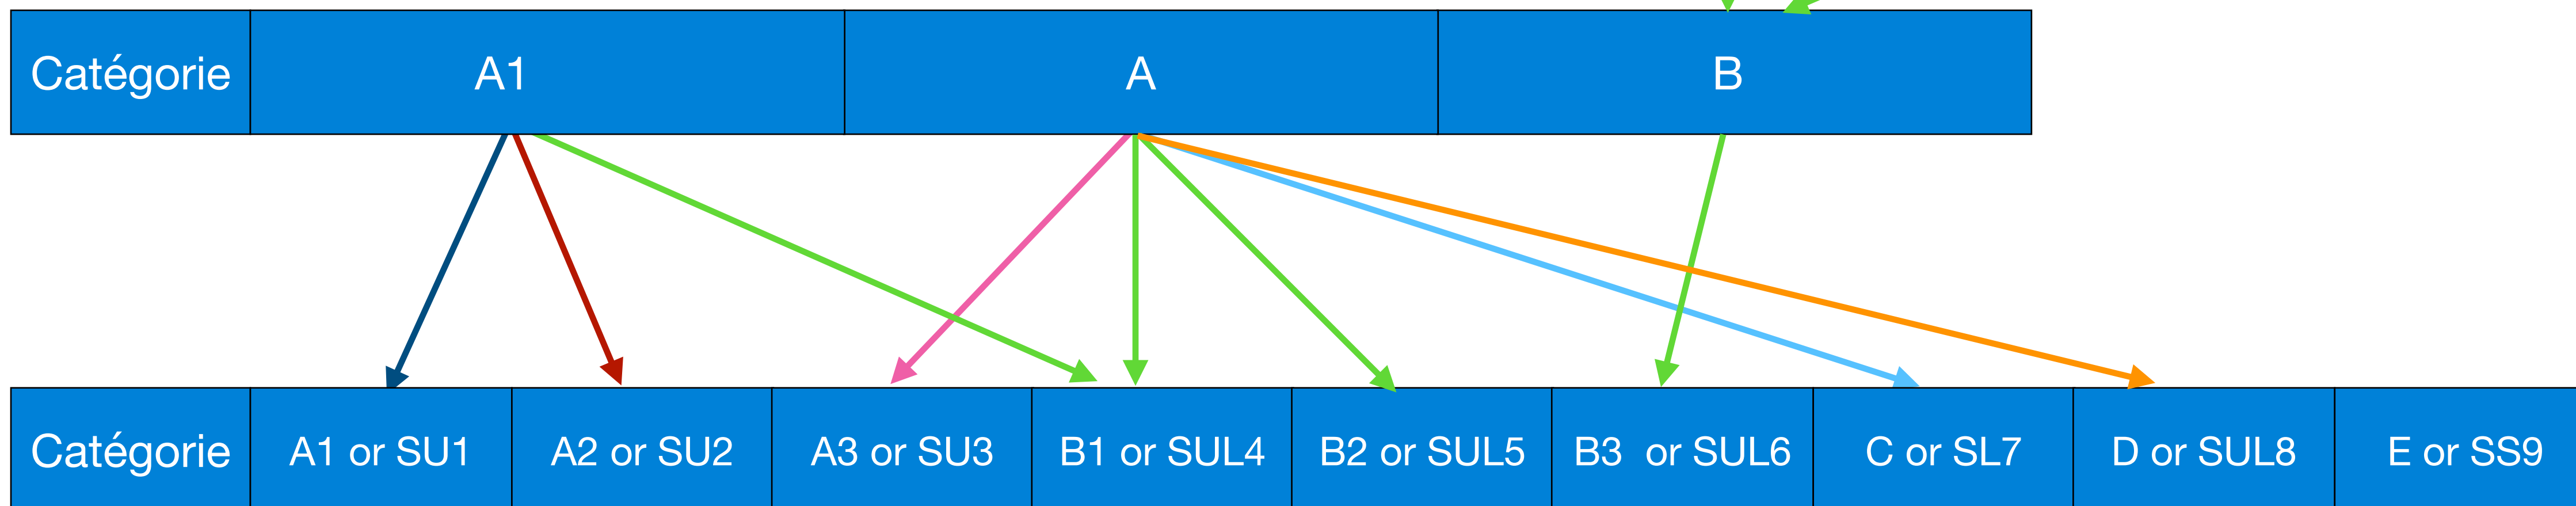 Catégorie A1 A B
Catégorie A1 or SU1 A2 or SU2 A3 or SU3 B1 or SUL4 B2 or SUL5 B3 or SUL6 C or SL7 D or SUL8 E or SS9